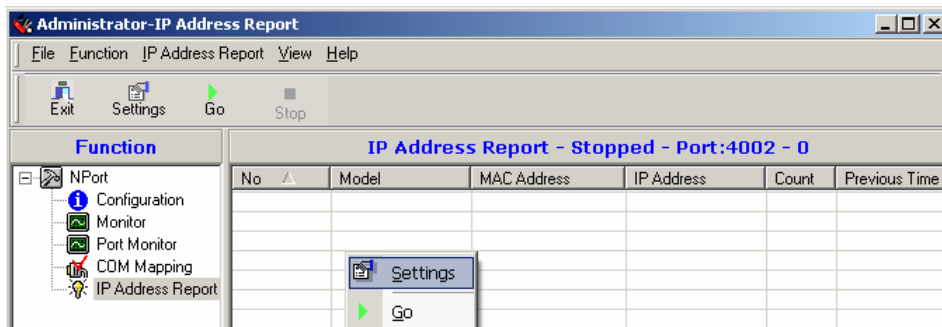 Administrator-IP Address Report
File Function IP Address Report View Help
Exit Settings Go Stop
Function
IP Address Report - Stopped - Port:4002 - 0
No Model MAC Address IP Address Count Previous Time
NPort
Configuration
Monitor
Port Monitor
COM Mapping
IP Address Report
Settings
Go